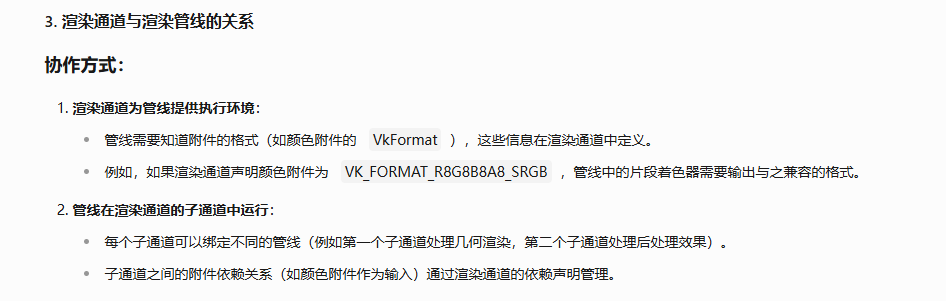 3. 渲染通道与渲染管线的关系
协作方式：
1. 渲染通道为管线提供执行环境：
• 管线需要知道附件的格式（如颜色附件的 VkFormat ），这些信息在渲染通道中定义。
• 例如，如果渲染通道声明颜色附件为 VK_FORMAT_R8G8B8A8_SRGB ，管线中的片段着色器需要输出与之兼容的格式。
2. 管线在渲染通道的子通道中运行：
• 每个子通道可以绑定不同的管线（例如第一个子通道处理几何渲染，第二个子通道处理后处理效果）。
• 子通道之间的附件依赖关系（如颜色附件作为输入）通过渲染通道的依赖声明管理。